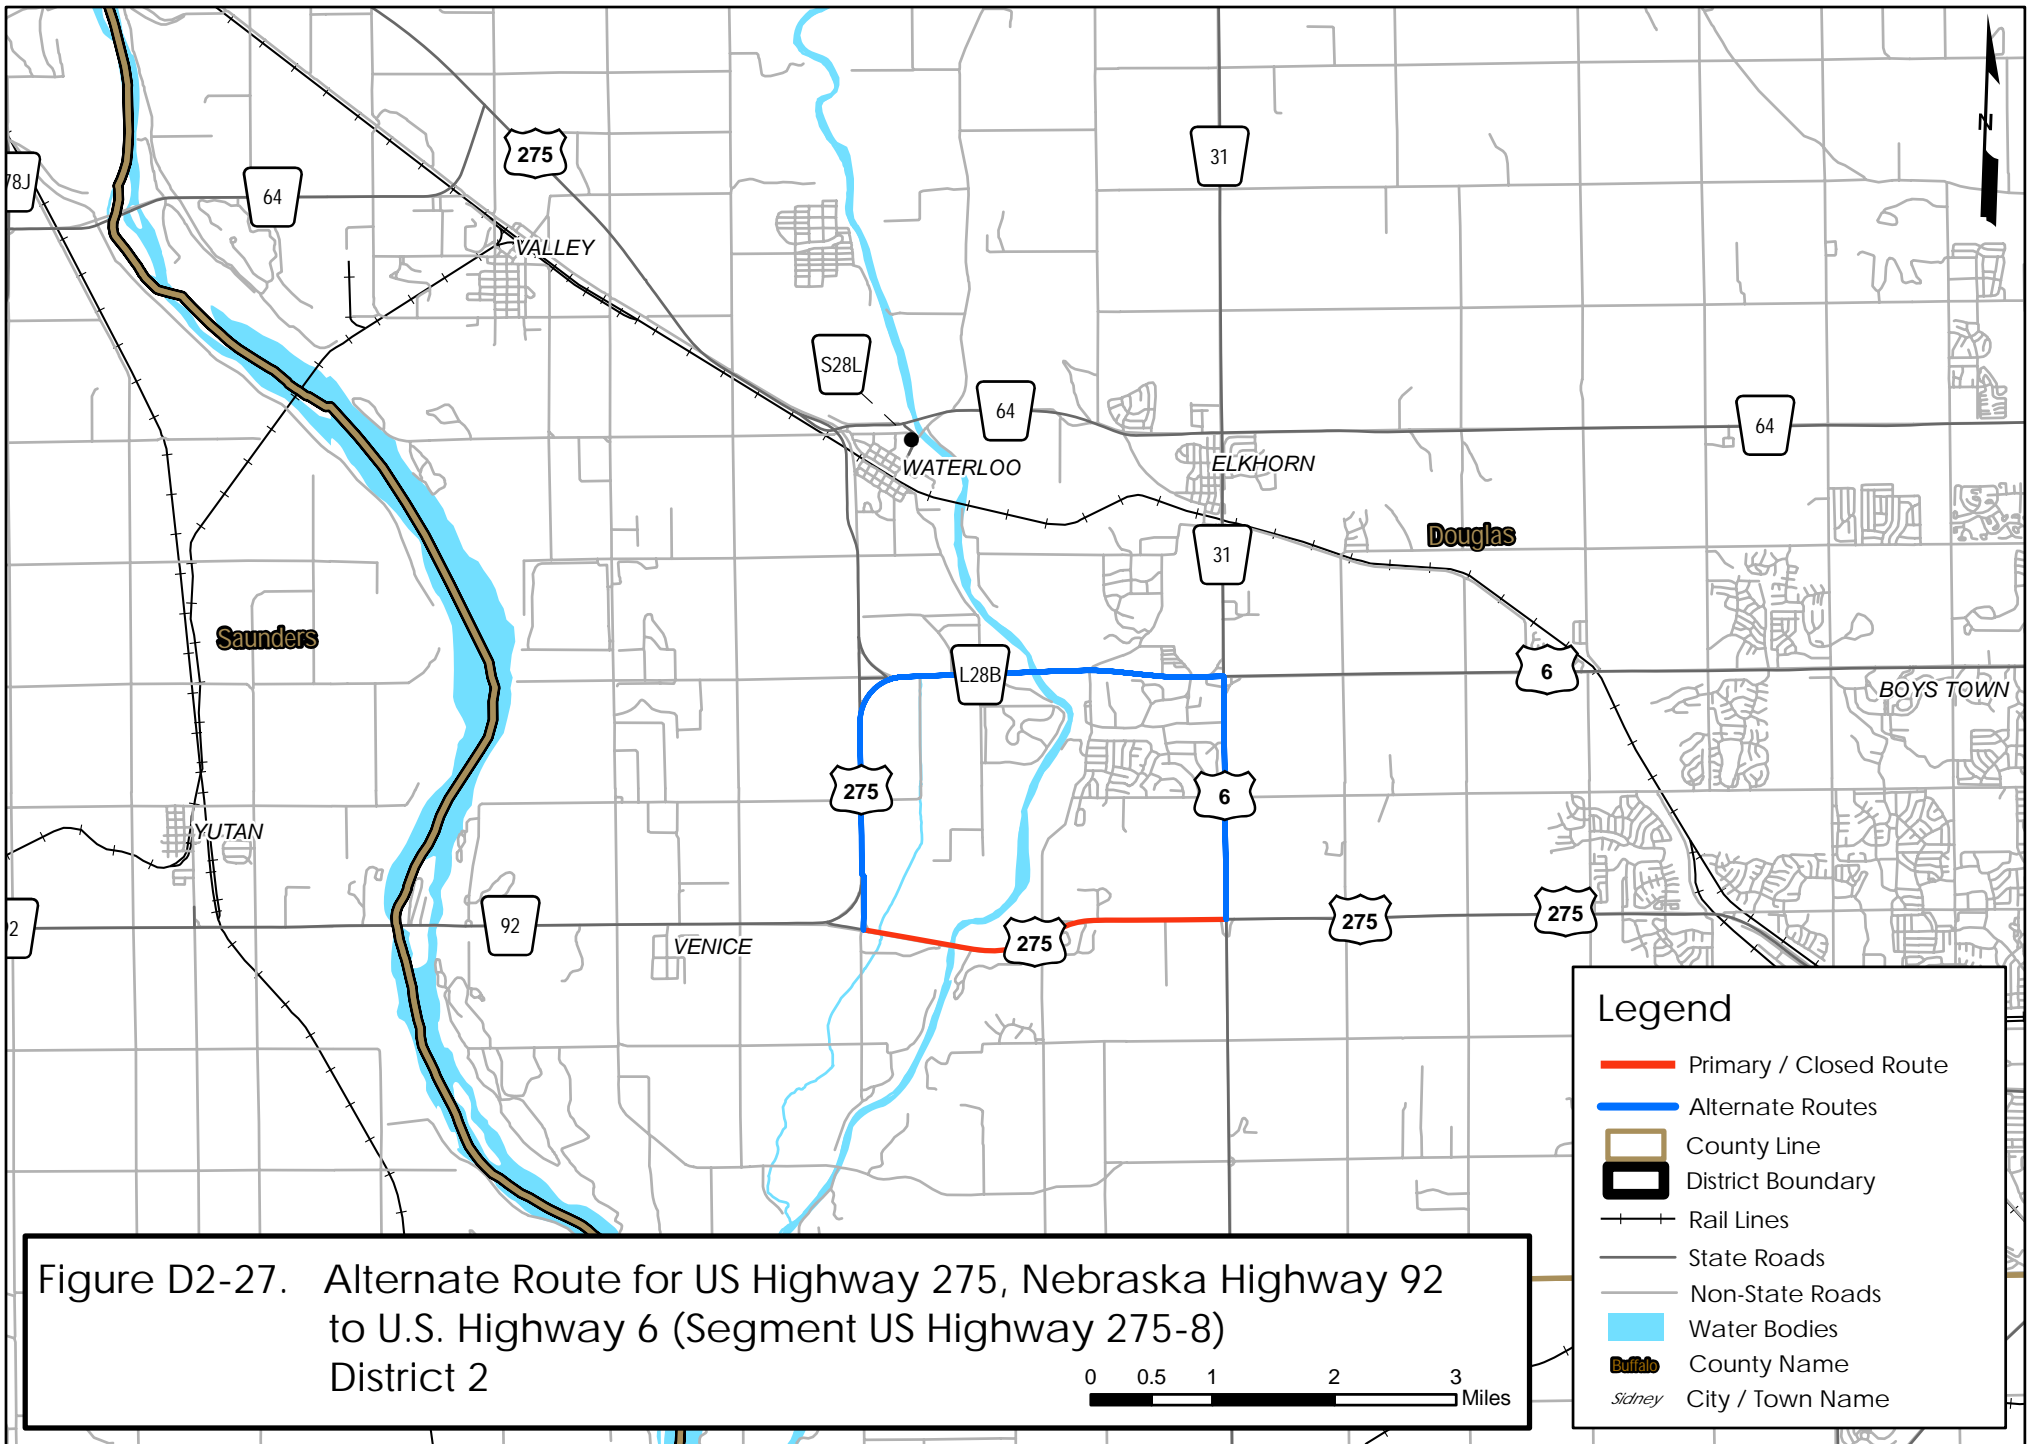 N
275
31
78J
64
VALLEY
S28L
64
64
WATERLOO
ELKHORN
Douglas
31
Saunders
L28B
6
BOYS TOWN
275
6
YUTAN
92
VENICE
275
275
275
Legend
Primary / Closed Route
Alternate Routes
County Line
District Boundary
Rail Lines
State Roads
Non-State Roads
Water Bodies
Buffalo County Name
Sidney City / Town Name
Figure D2-27. Alternate Route for US Highway 275, Nebraska Highway 92
to U.S. Highway 6 (Segment US Highway 275-8)
District 2
0 0.5 1 2 3
Miles